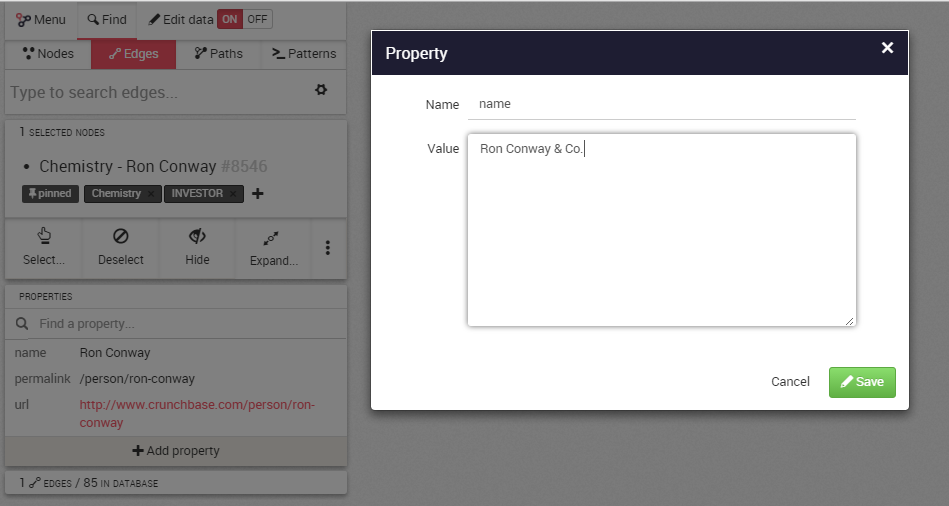 Menu Find Edit data ON OFF
Nodes Edges Paths Patterns
Type to search edges...
1 SELECTED NODES
• Chemistry - Ron Conway #8546
pinned Chemistry × INVESTOR ×
Select... Deselect Hide Expand...
PROPERTIES
Find a property...
name Ron Conway
permalink /person/ron-conway
url http://www.crunchbase.com/person/ron-
conway
Add property
1 EDGES / 85 IN DATABASE
Property
Name name
Value Ron Conway & Co.
Cancel Save